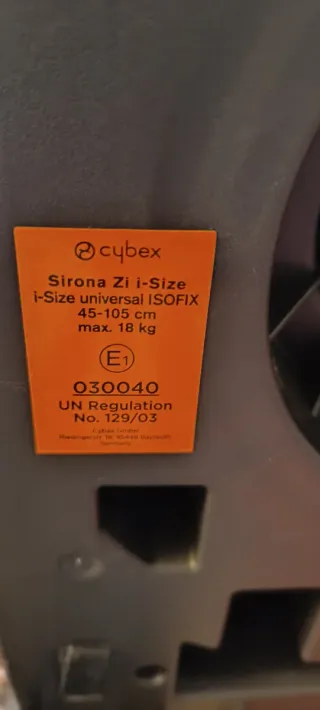 cybex
Sirona Zi i-Size
i-Size universal ISOFIX
45-105 cm
max. 18 kg
E1
030040
UN Regulation
No. 129/03
Cybex GmbH
Germany